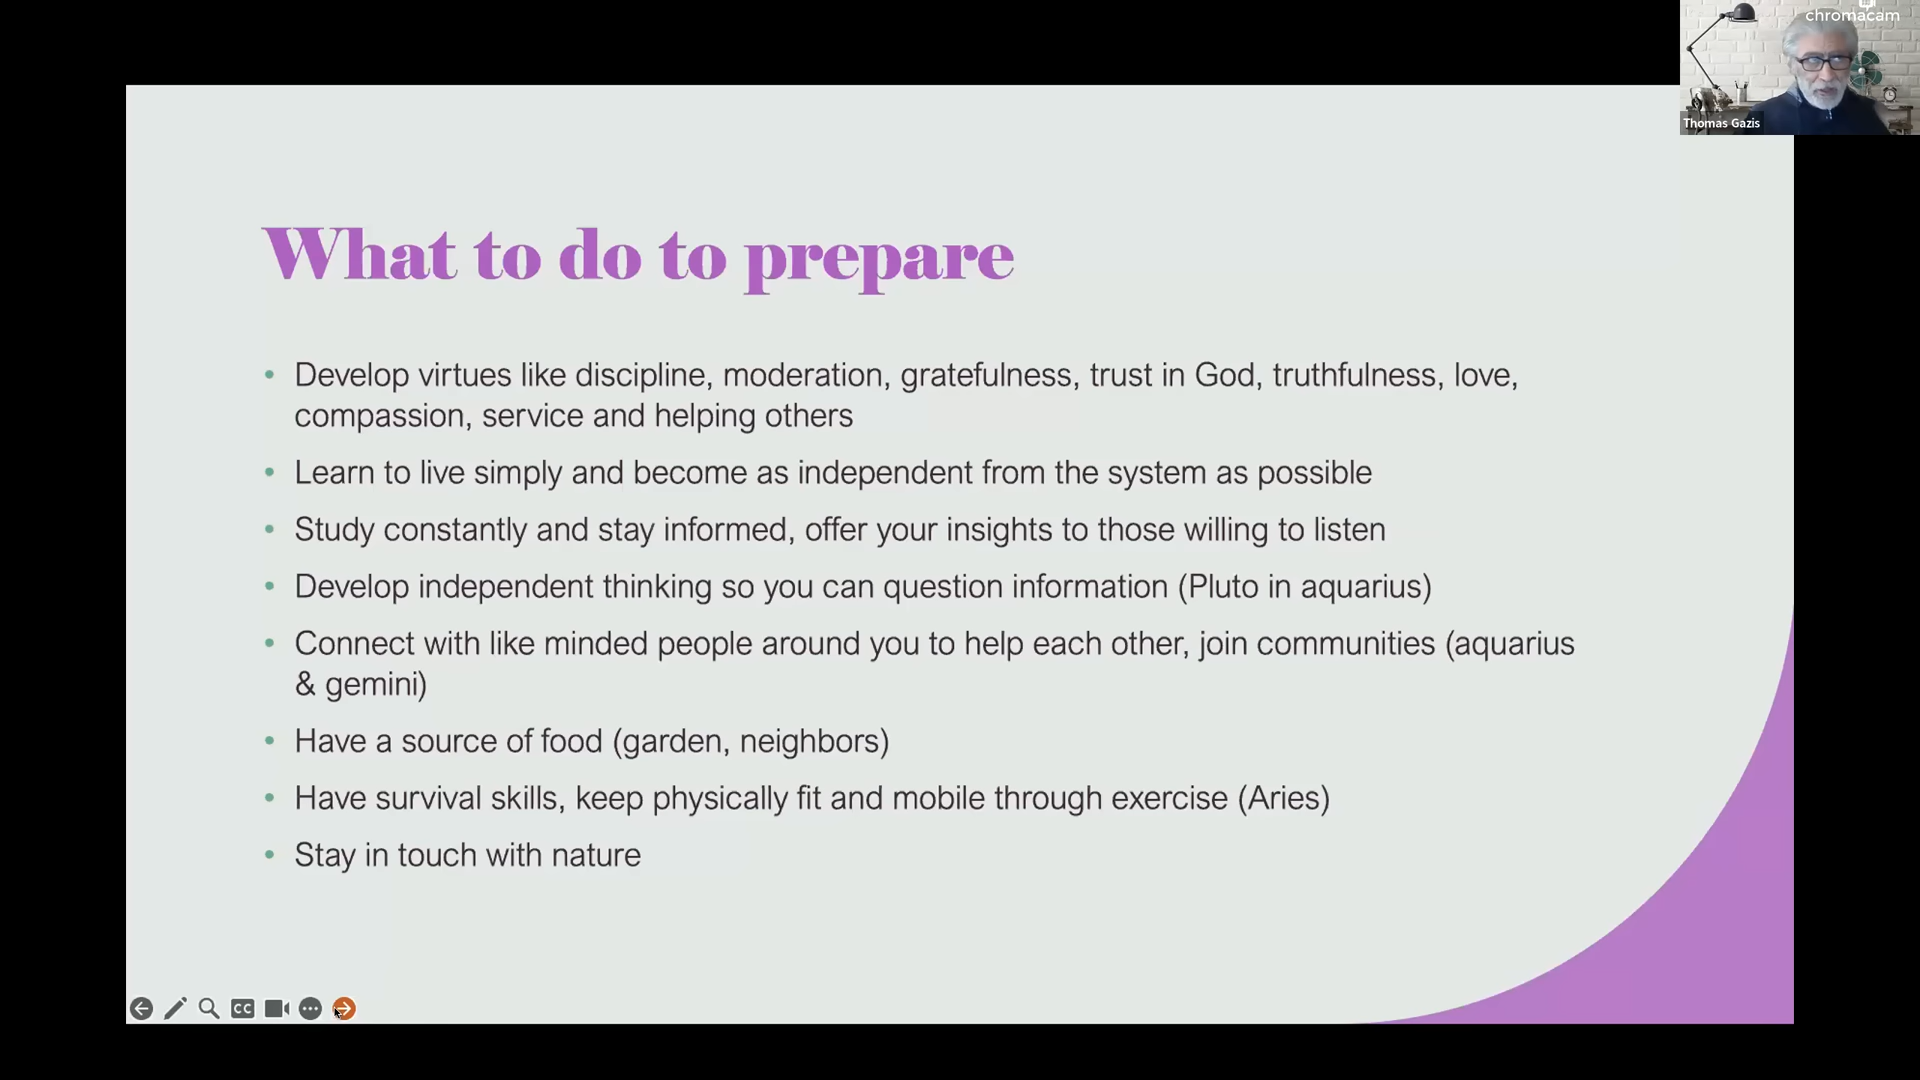 chromacam
Thomas Gazis
What to do to prepare
• Develop virtues like discipline, moderation, gratefulness, trust in God, truthfulness, love,
compassion, service and helping others
• Learn to live simply and become as independent from the system as possible
• Study constantly and stay informed, offer your insights to those willing to listen
• Develop independent thinking so you can question information (Pluto in aquarius)
• Connect with like minded people around you to help each other, join communities (aquarius
& gemini)
• Have a source of food (garden, neighbors)
• Have survival skills, keep physically fit and mobile through exercise (Aries)
• Stay in touch with nature
CC